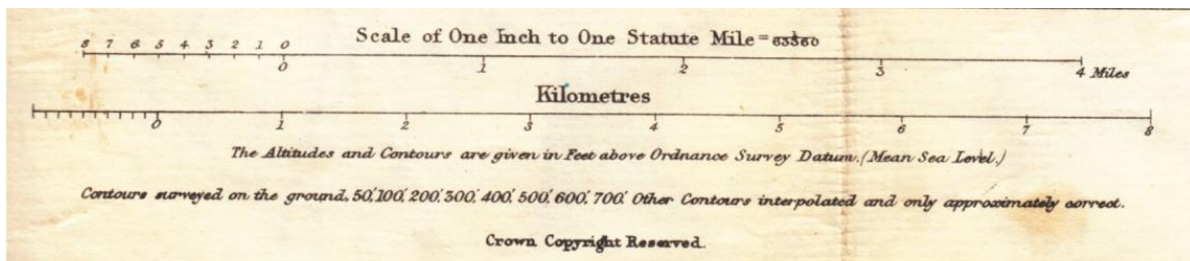 Scale of One Inch to One Statute Mile = 1/63360
8 7 6 5 4 3 2 1 0
0 1 2 3 4 Miles
Kilometres
0 1 2 3 4 5 6 7 8
The Altitudes and Contours are given in Feet above Ordnance Survey Datum. (Mean Sea Level.)
Contours surveyed on the ground, 50', 100', 200', 300', 400', 500', 600', 700'. Other Contours interpolated and only approximately correct.
Crown Copyright Reserved.